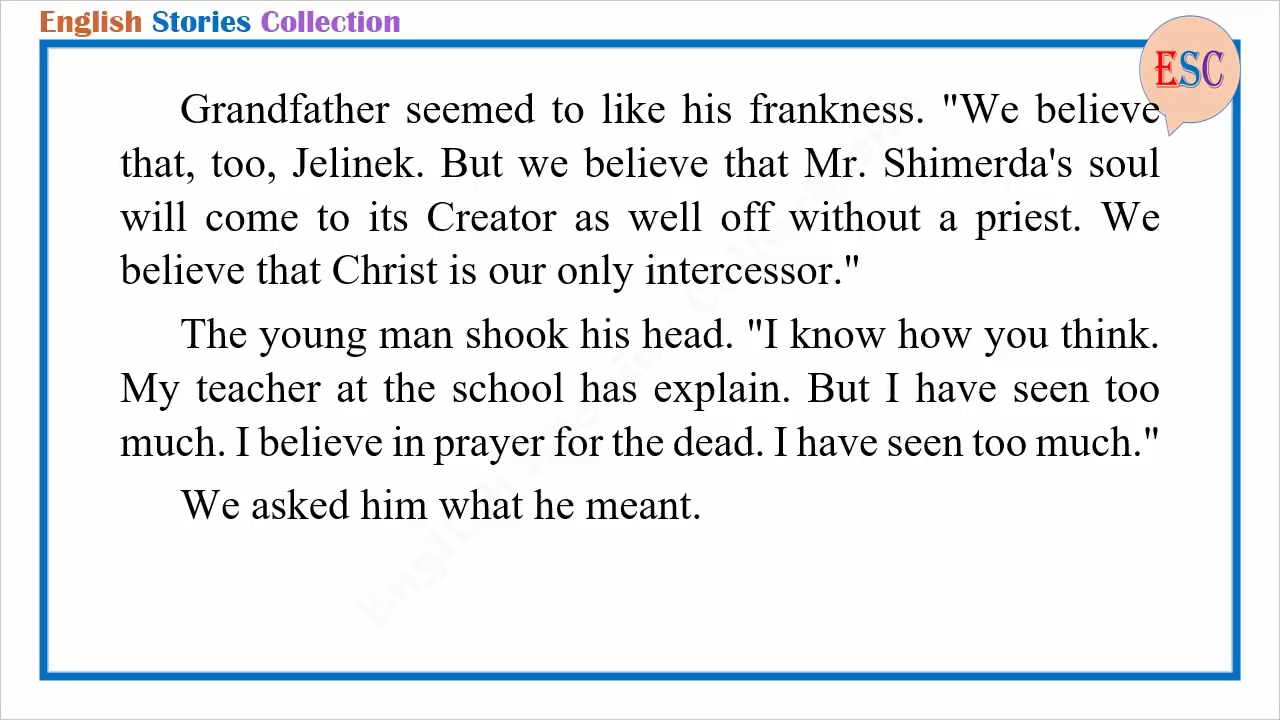 English Stories Collection
ESC
Grandfather seemed to like his frankness. "We believe
that, too, Jelinek. But we believe that Mr. Shimerda's soul
will come to its Creator as well off without a priest. We
believe that Christ is our only intercessor."
The young man shook his head. "I know how you think.
My teacher at the school has explain. But I have seen too
much. I believe in prayer for the dead. I have seen too much."
We asked him what he meant.